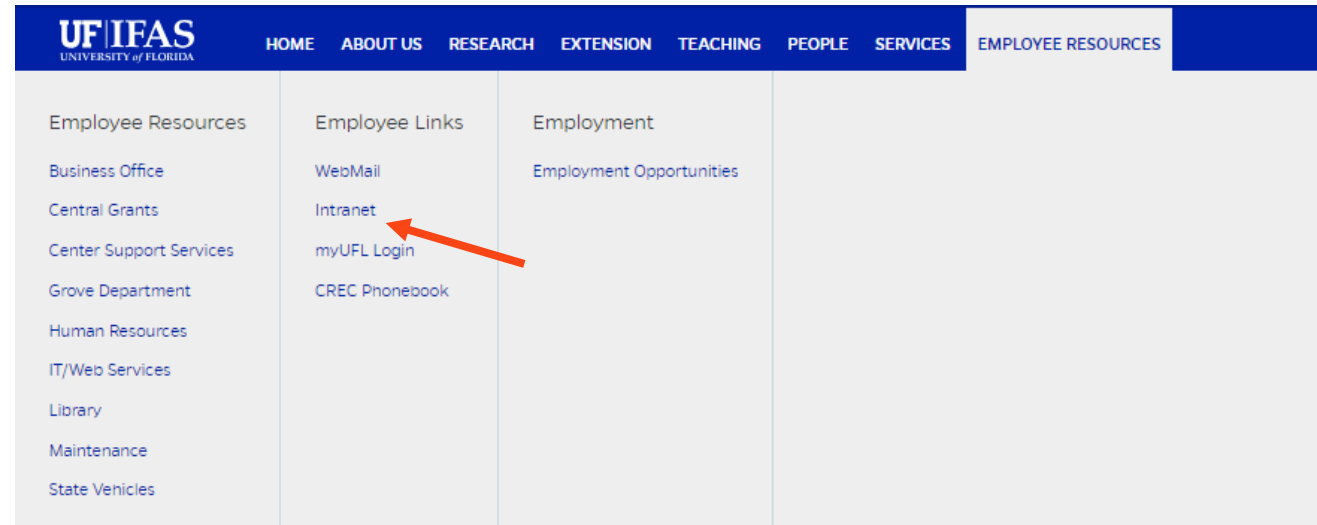 UF|IFAS
UNIVERSITY of FLORIDA
HOME ABOUT US RESEARCH EXTENSION TEACHING PEOPLE SERVICES EMPLOYEE RESOURCES
Employee Resources
Business Office
Central Grants
Center Support Services
Grove Department
Human Resources
IT/Web Services
Library
Maintenance
State Vehicles
Employee Links
WebMail
Intranet
myUFL Login
CREC Phonebook
Employment
Employment Opportunities